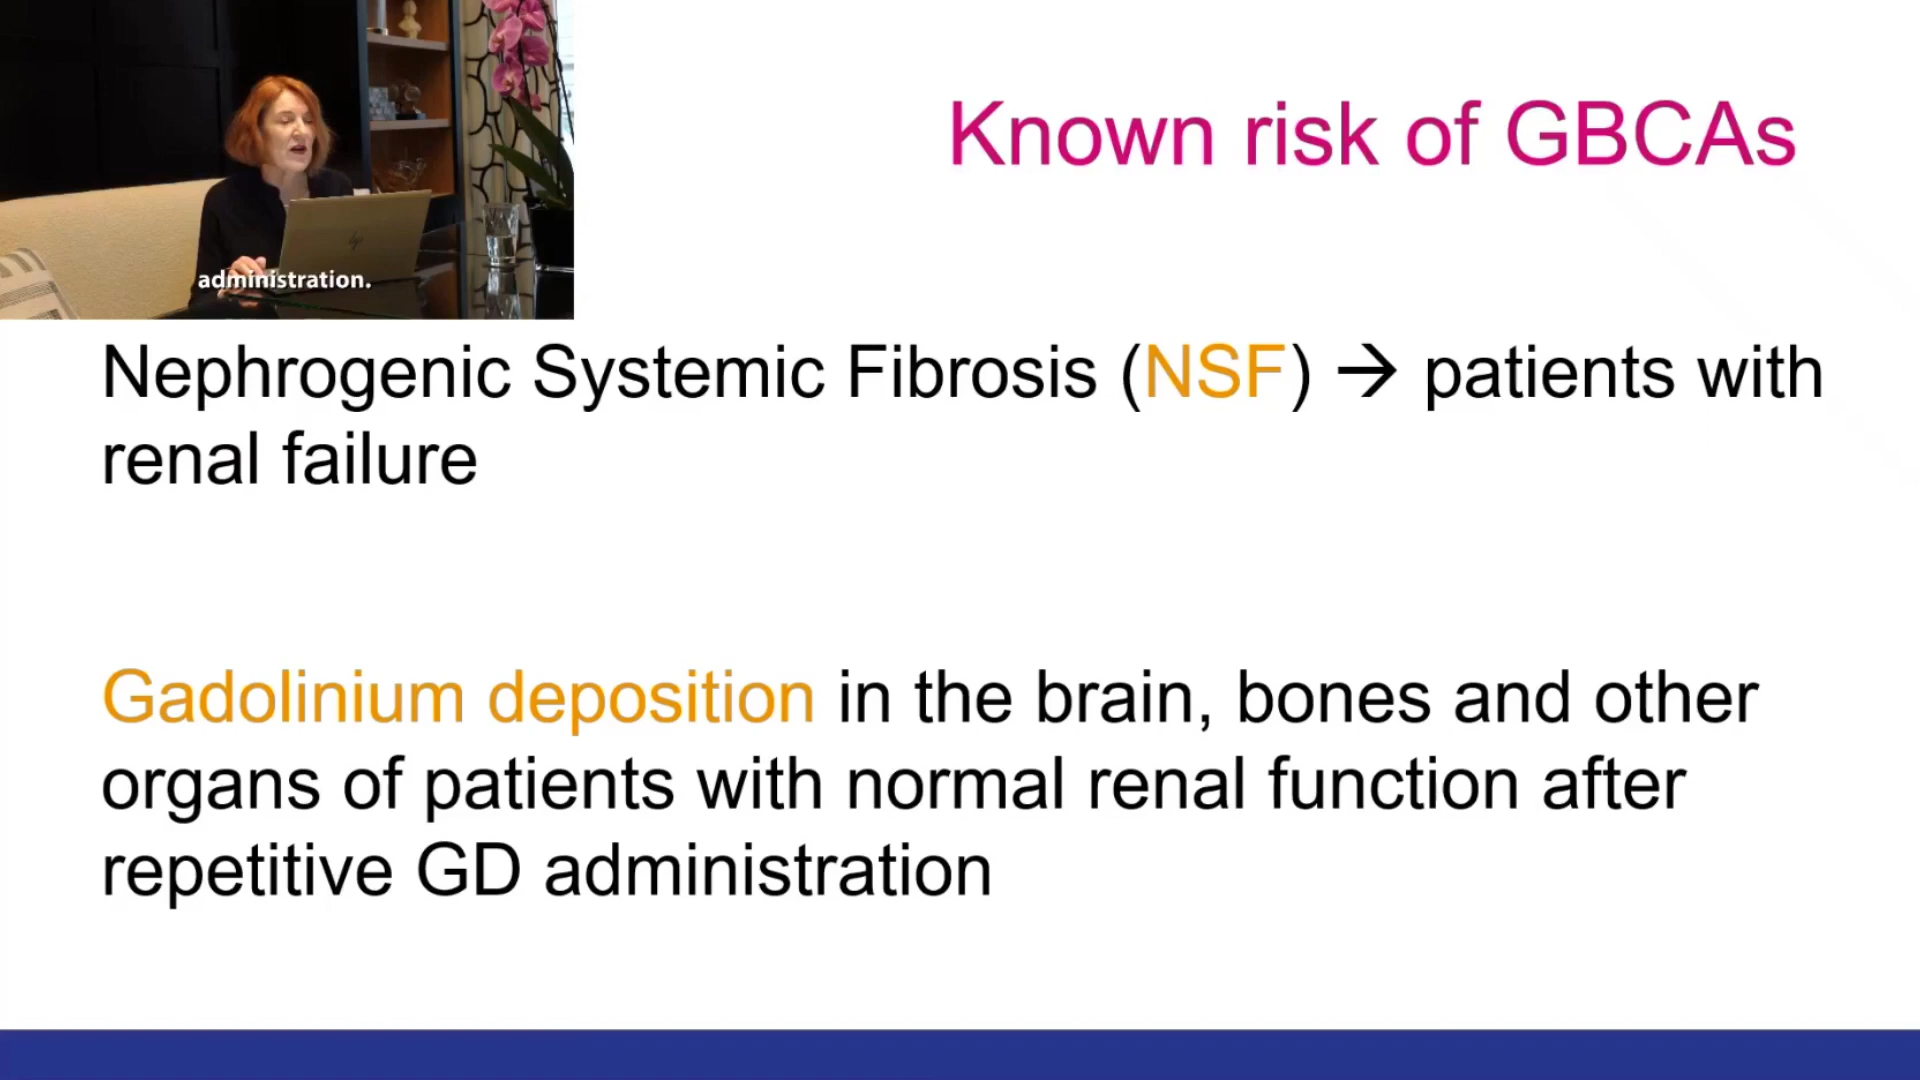 Known risk of GBCAs
administration.
Nephrogenic Systemic Fibrosis (NSF) → patients with
renal failure
Gadolinium deposition in the brain, bones and other
organs of patients with normal renal function after
repetitive GD administration
hp